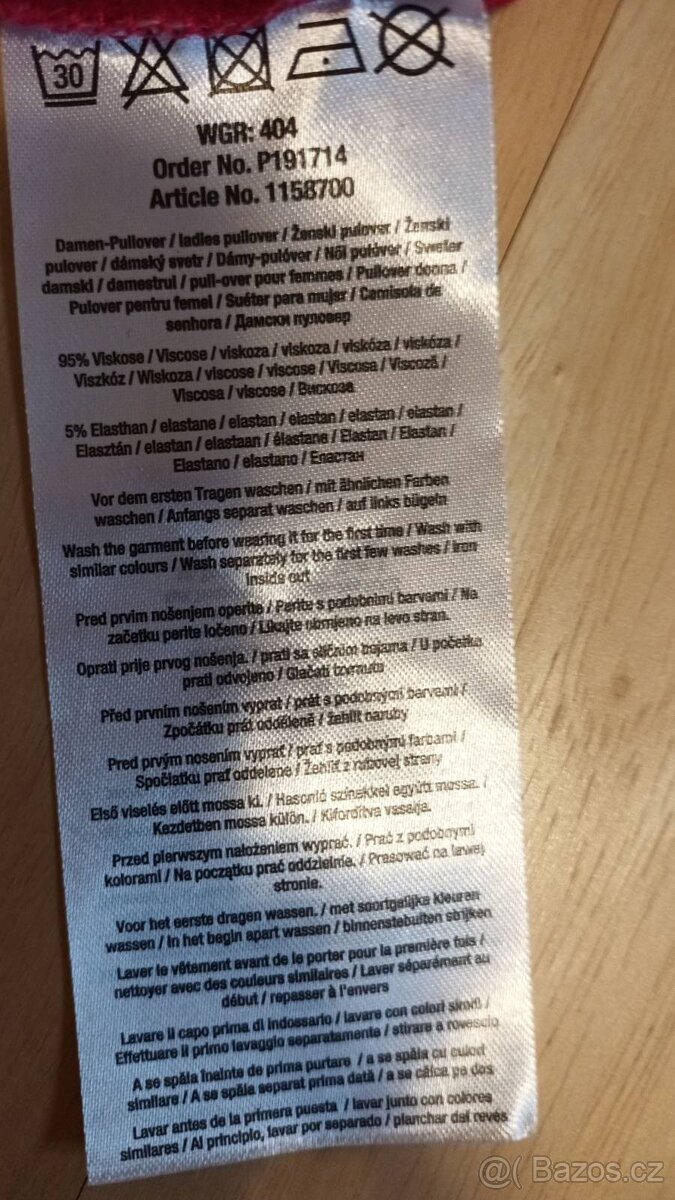 30
WGR: 404
Order No. P191714
Article No. 1158700
Damen-Pullover / ladies pullover / Ženski pulover / Ženski
pulover / dámský svetr / Dámy-pulóver / Női pulóver / Sweter
damski / damestrui / pull-over pour femmes / Pullover donna /
Pulover pentru femei / Suéter para mujer / Camisola de
senhora / Дамски пуловер
95% Viskose / Viscose / viskoza / viskoza / viskóza / viskóza /
Viszkóz / Wiskoza / viscose / viscose / Viscosa / Viscoză /
Viscosa / viscose / Вискоза
5% Elasthan / elastane / elastan / elastan / elastan / elastan /
Elasztán / elastan / elastaan / élastane / Elastan / Elastan /
Elastano / elastano / Еластан
Vor dem ersten Tragen waschen / mit ähnlichen Farben
waschen / Anfangs separat waschen / auf links bügeln
Wash the garment before wearing it for the first time / Wash with
similar colours / Wash separately for the first few washes / Iron
inside out
Pred prvim nošenjem operite / Perite s podobnimi barvami / Na
začetku perite ločeno / Likajte obrnjeno na levo stran.
Oprati prije prvog nošenja. / prati sa sličnim bojama / U početku
prati odvojeno / Glačati izvrnuto
Před prvním nošením vyprat / prát s podobnými barvami /
Zpočátku prát odděleně / žehlit naruby
Pred prvým nosením vyprať / prať s podobnými farbami /
Spočiatku prať oddelene / Žehliť z rubovej strany
Első viselés előtt mossa ki. / Hasonló színekkel együtt mossa. /
Kezdetben mossa külön. / Kifordítva vasalja.
Przed pierwszym nałożeniem wyprać. / Prać z podobnymi
kolorami / Na początku prać oddzielnie. / Prasować na lewej
stronie.
Voor het eerste dragen wassen. / met soortgelijke kleuren
wassen / In het begin apart wassen / binnenstebuiten strijken
Laver le vêtement avant de le porter pour la première fois /
nettoyer avec des couleurs similaires / Laver séparément au
début / repasser à l'envers
Lavare il capo prima di indossario / lavare con colori simili /
Effettuare il primo lavaggio separatamente / stirare a rovescio
A se spăla înainte de prima purtare / a se spăla cu culori
similare / A se spăla separat prima dată / a se călca pe dos
Lavar antes de la primera puesta / lavar junto con colores
similares / Al principio, lavar por separado / planchar del revés
@( Bazos.cz